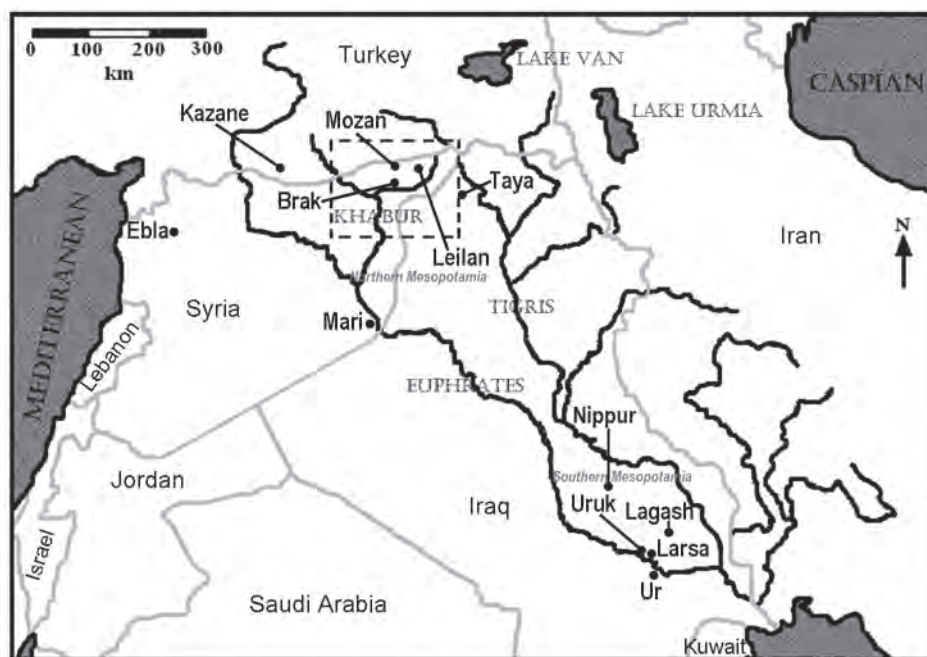 0 100 200 300
km
Turkey
LAKE VAN
CASPIAN
LAKE URMIA
Kazane
Mozan
Taya
Brak
KHABUR
N
Ebla
Leilan
Iran
Northern Mesopotamia
MEDITERRANEAN
Syria
TIGRIS
Mari
Lebanon
EUPHRATES
Nippur
Jordan
Southern Mesopotamia
Iraq
Uruk
Lagash
Israel
Larsa
Ur
Saudi Arabia
Kuwait